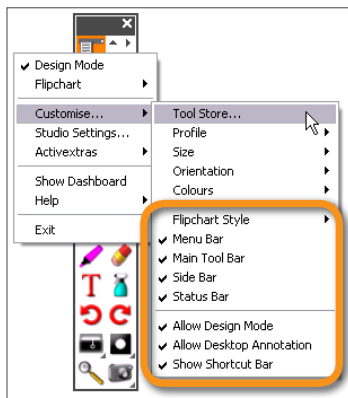 Design Mode
Flipchart
Customise...
Studio Settings...
Activextras
Show Dashboard
Help
Exit
Tool Store...
Profile
Size
Orientation
Colours
Flipchart Style
Menu Bar
Main Tool Bar
Side Bar
Status Bar
Allow Design Mode
Allow Desktop Annotation
Show Shortcut Bar
T